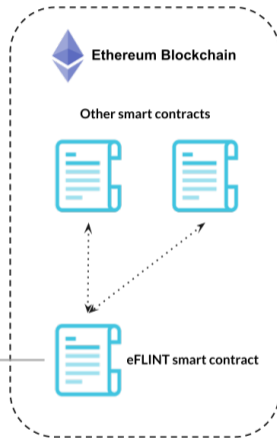 Ethereum Blockchain
Other smart contracts
eFLINT smart contract